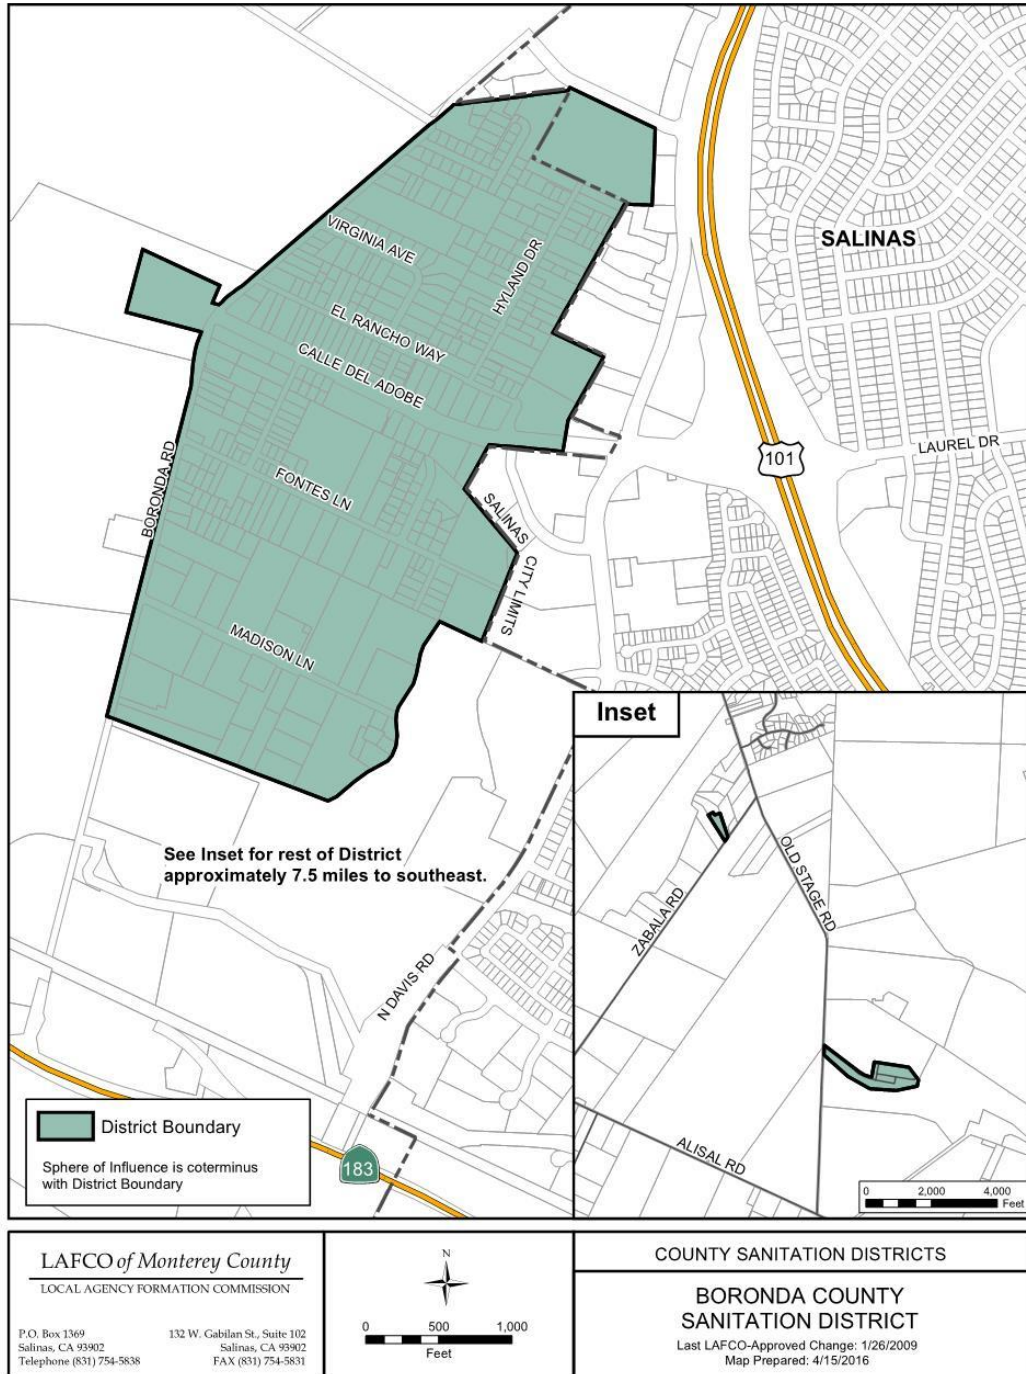 SALINAS
VIRGINIA AVE
HYLAND DR
EL RANCHO WAY
CALLE DEL ADOBE
BORONDA RD
FONTES LN
SALINAS CITY LIMITS
101
LAUREL DR
MADISON LN
See Inset for rest of District
approximately 7.5 miles to southeast.
N DAVIS RD
183
District Boundary
Sphere of Influence is coterminus
with District Boundary
Inset
OLD STAGE RD
ZABALA RD
ALISAL RD
0 2,000 4,000
Feet
LAFCO of Monterey County
LOCAL AGENCY FORMATION COMMISSION
P.O. Box 1369
Salinas, CA 93902
Telephone (831) 754-5838
132 W. Gabilan St., Suite 102
Salinas, CA 93902
FAX (831) 754-5831
N
0 500 1,000
Feet
COUNTY SANITATION DISTRICTS
BORONDA COUNTY
SANITATION DISTRICT
Last LAFCO-Approved Change: 1/26/2009
Map Prepared: 4/15/2016